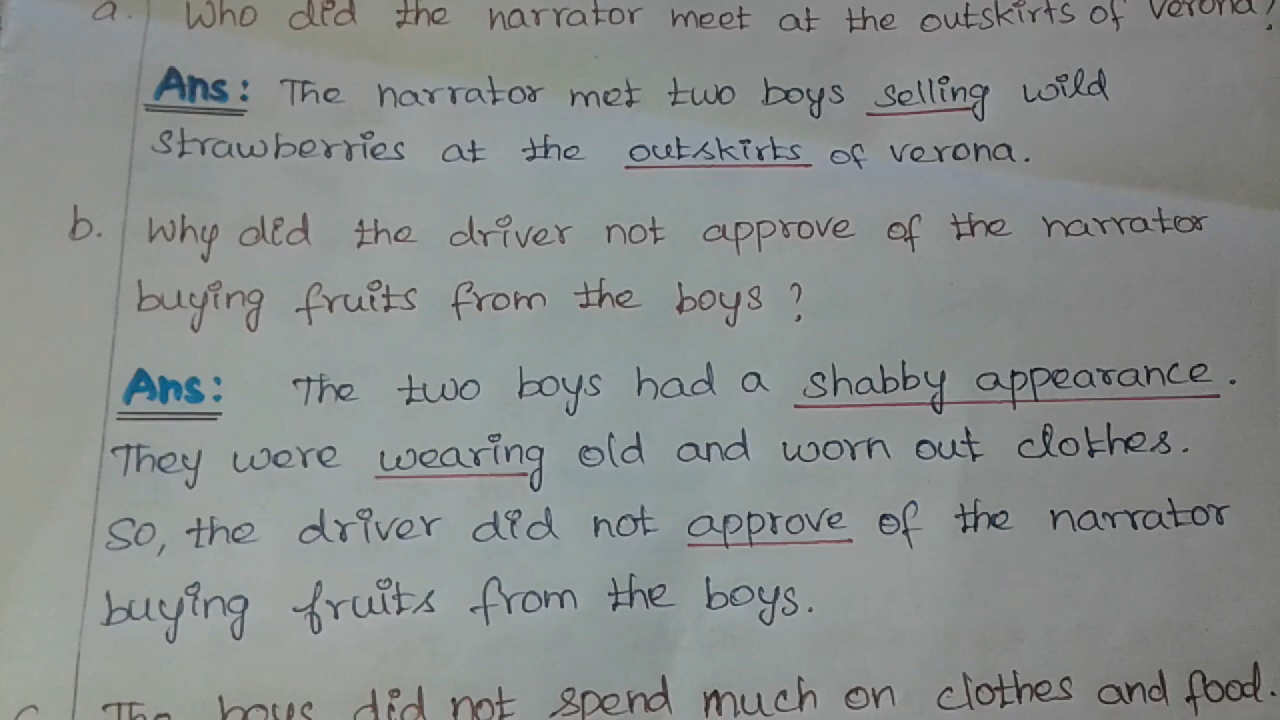 a. Who did the narrator meet at the outskirts of Verona?
Ans: The narrator met two boys selling wild
strawberries at the outskirts of verona.
b. Why did the driver not approve of the narrator
buying fruits from the boys?
Ans: The two boys had a shabby appearance.
They were wearing old and worn out clothes.
So, the driver did not approve of the narrator
buying fruits from the boys.
c. The boys did not spend much on clothes and food.